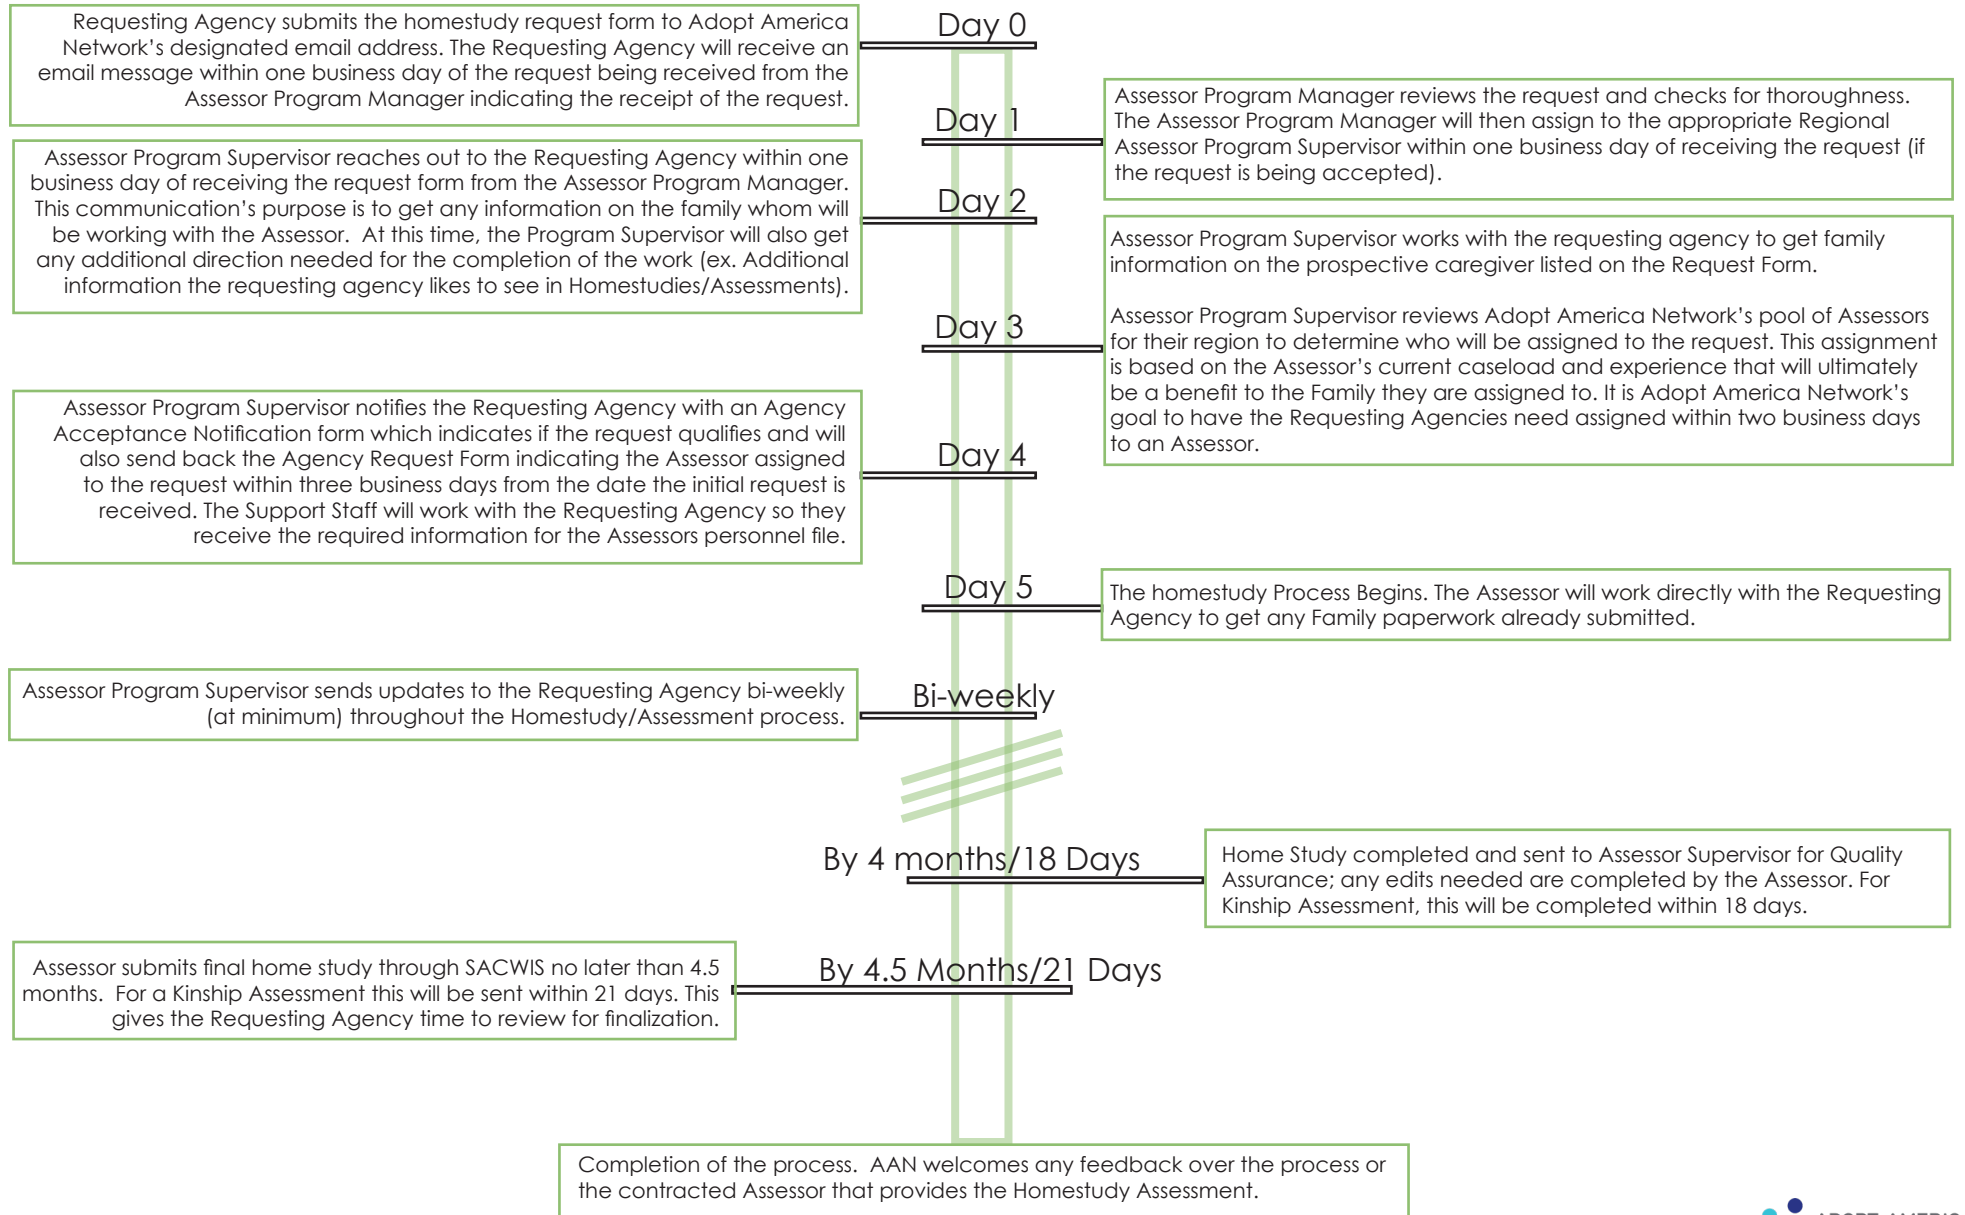 Day 0
Requesting Agency submits the homestudy request form to Adopt America
Network's designated email address. The Requesting Agency will receive an
email message within one business day of the request being received from the
Assessor Program Manager indicating the receipt of the request.
Day 1
Assessor Program Manager reviews the request and checks for thoroughness.
The Assessor Program Manager will then assign to the appropriate Regional
Assessor Program Supervisor within one business day of receiving the request (if
the request is being accepted).
Day 2
Assessor Program Supervisor reaches out to the Requesting Agency within one
business day of receiving the request form from the Assessor Program Manager.
This communication's purpose is to get any information on the family whom will
be working with the Assessor. At this time, the Program Supervisor will also get
any additional direction needed for the completion of the work (ex. Additional
information the requesting agency likes to see in Homestudies/Assessments).
Day 3
Assessor Program Supervisor works with the requesting agency to get family
information on the prospective caregiver listed on the Request Form.
Assessor Program Supervisor reviews Adopt America Network's pool of Assessors
for their region to determine who will be assigned to the request. This assignment
is based on the Assessor's current caseload and experience that will ultimately
be a benefit to the Family they are assigned to. It is Adopt America Network's
goal to have the Requesting Agencies need assigned within two business days
to an Assessor.
Day 4
Assessor Program Supervisor notifies the Requesting Agency with an Agency
Acceptance Notification form which indicates if the request qualifies and will
also send back the Agency Request Form indicating the Assessor assigned
to the request within three business days from the date the initial request is
received. The Support Staff will work with the Requesting Agency so they
receive the required information for the Assessors personnel file.
Day 5
The homestudy Process Begins. The Assessor will work directly with the Requesting
Agency to get any Family paperwork already submitted.
Bi-weekly
Assessor Program Supervisor sends updates to the Requesting Agency bi-weekly
(at minimum) throughout the Homestudy/Assessment process.
By 4 months/18 Days
Home Study completed and sent to Assessor Supervisor for Quality
Assurance; any edits needed are completed by the Assessor. For
Kinship Assessment, this will be completed within 18 days.
By 4.5 Months/21 Days
Assessor submits final home study through SACWIS no later than 4.5
months. For a Kinship Assessment this will be sent within 21 days. This
gives the Requesting Agency time to review for finalization.
Completion of the process. AAN welcomes any feedback over the process or
the contracted Assessor that provides the Homestudy Assessment.